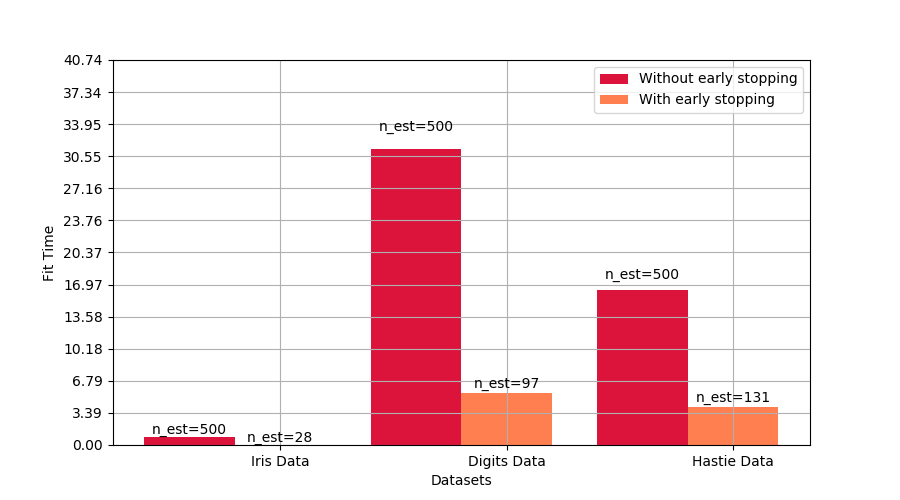 40.74
37.34
33.95
30.55
27.16
23.76
20.37
16.97
13.58
10.18
6.79
3.39
0.00
Fit Time
Without early stopping
With early stopping
n_est=500
n_est=28
n_est=500
n_est=97
n_est=500
n_est=131
Iris Data
Digits Data
Hastie Data
Datasets